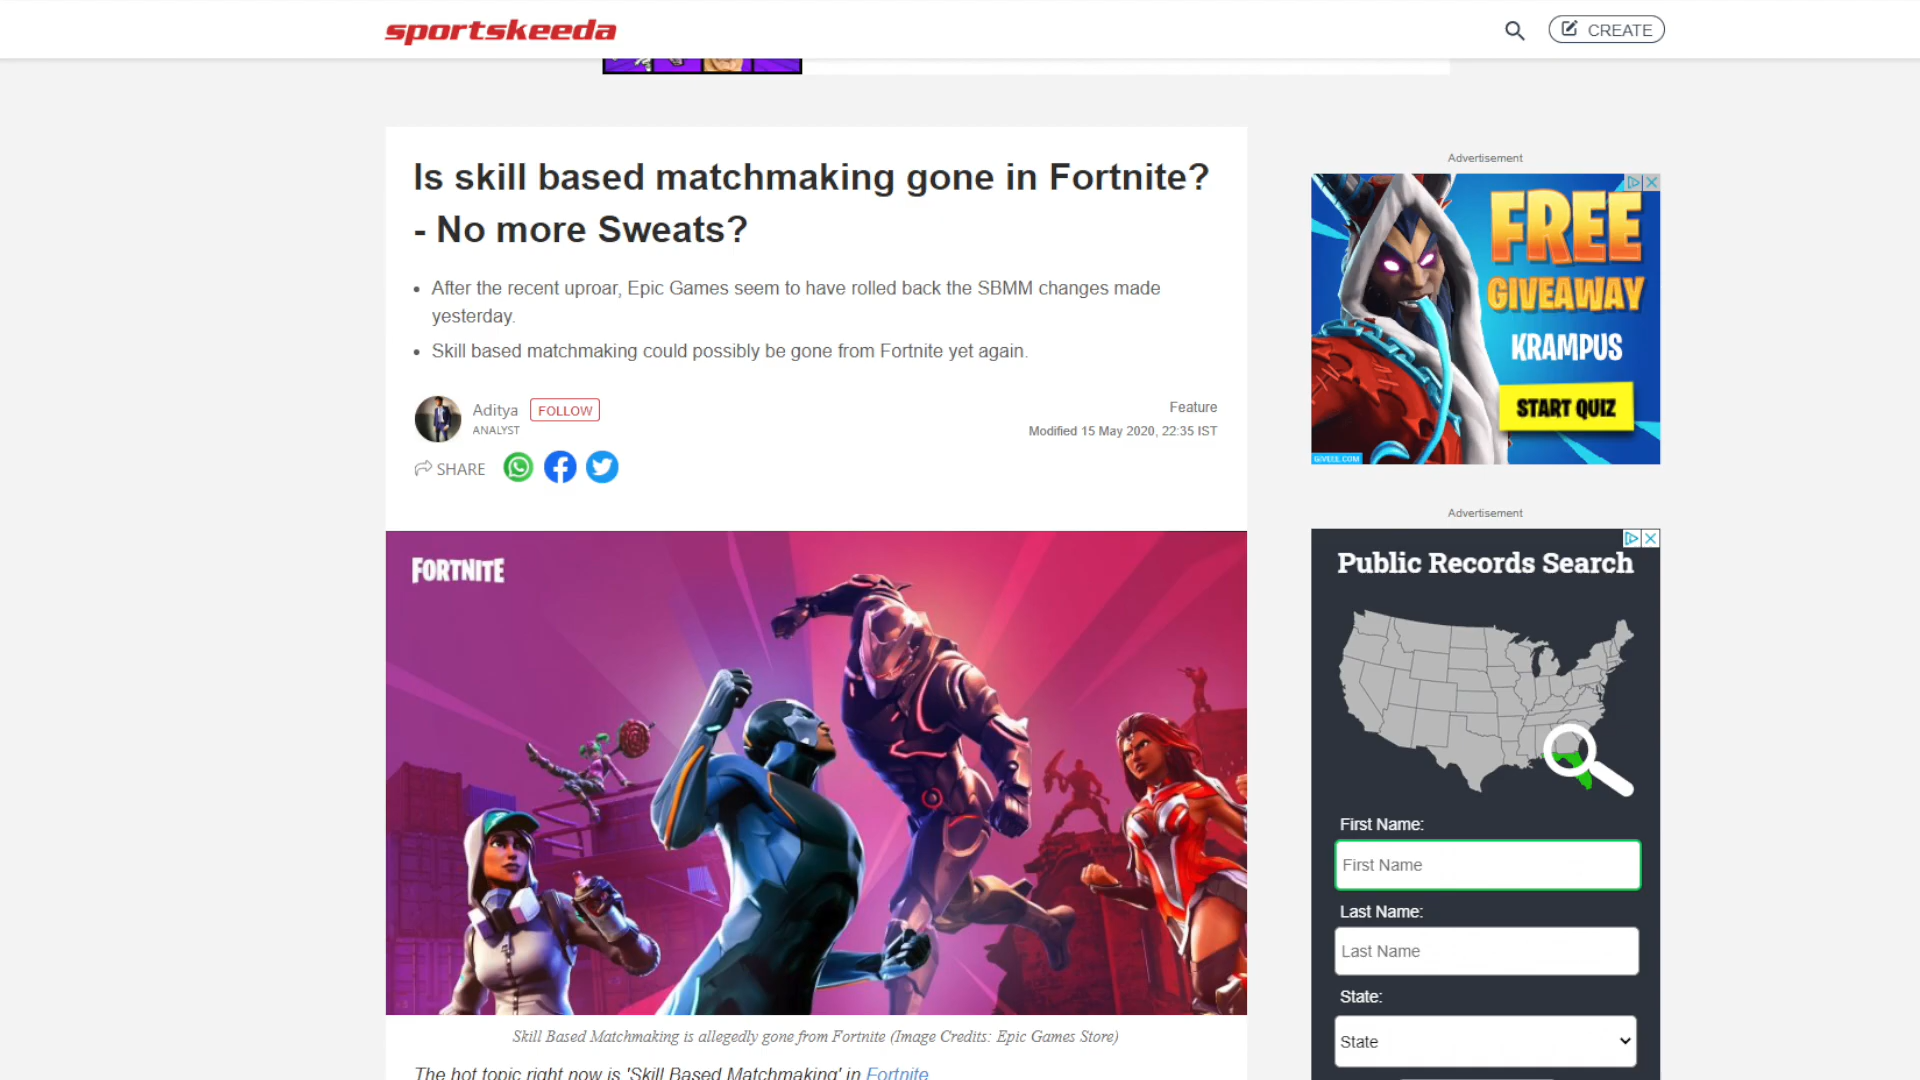 sportskeeda
CREATE
Is skill based matchmaking gone in Fortnite?
- No more Sweats?
After the recent uproar, Epic Games seem to have rolled back the SBMM changes made
yesterday.
Skill based matchmaking could possibly be gone from Fortnite yet again.
Aditya
FOLLOW
ANALYST
Feature
Modified 15 May 2020, 22:35 IST
SHARE
FORTNITE
Skill Based Matchmaking is allegedly gone from Fortnite (Image Credits: Epic Games Store)
The hot topic right now is 'Skill Based Matchmaking' in Fortnite
Advertisement
FREE
GIVEAWAY
KRAMPUS
START QUIZ
Advertisement
Public Records Search
First Name:
First Name
Last Name:
Last Name
State:
State